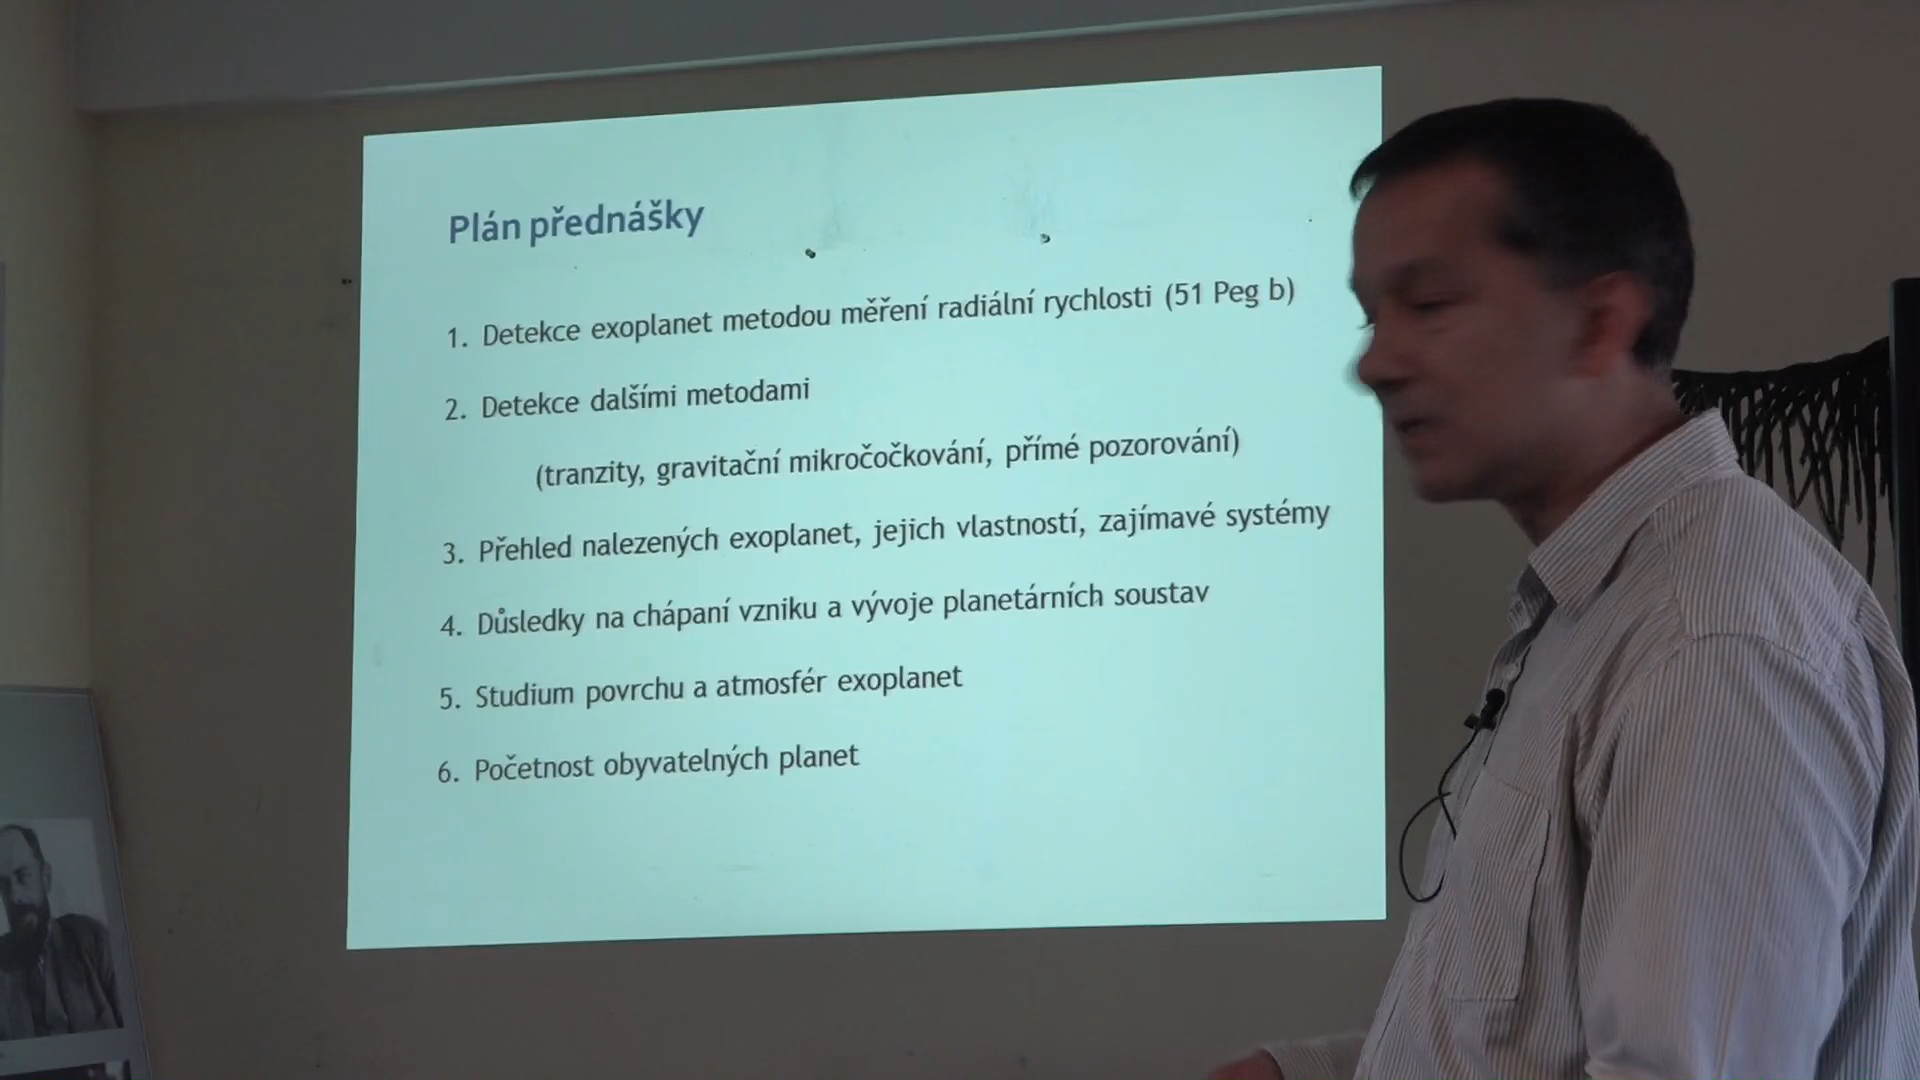 Plán přednášky
1. Detekce exoplanet metodou měření radiální rychlosti (51 Peg b)
2. Detekce dalšími metodami
(tranzity, gravitační mikročočkování, přímé pozorování)
3. Přehled nalezených exoplanet, jejich vlastností, zajímavé systémy
4. Důsledky na chápaní vzniku a vývoje planetárních soustav
5. Studium povrchu a atmosfér exoplanet
6. Početnost obyvatelných planet